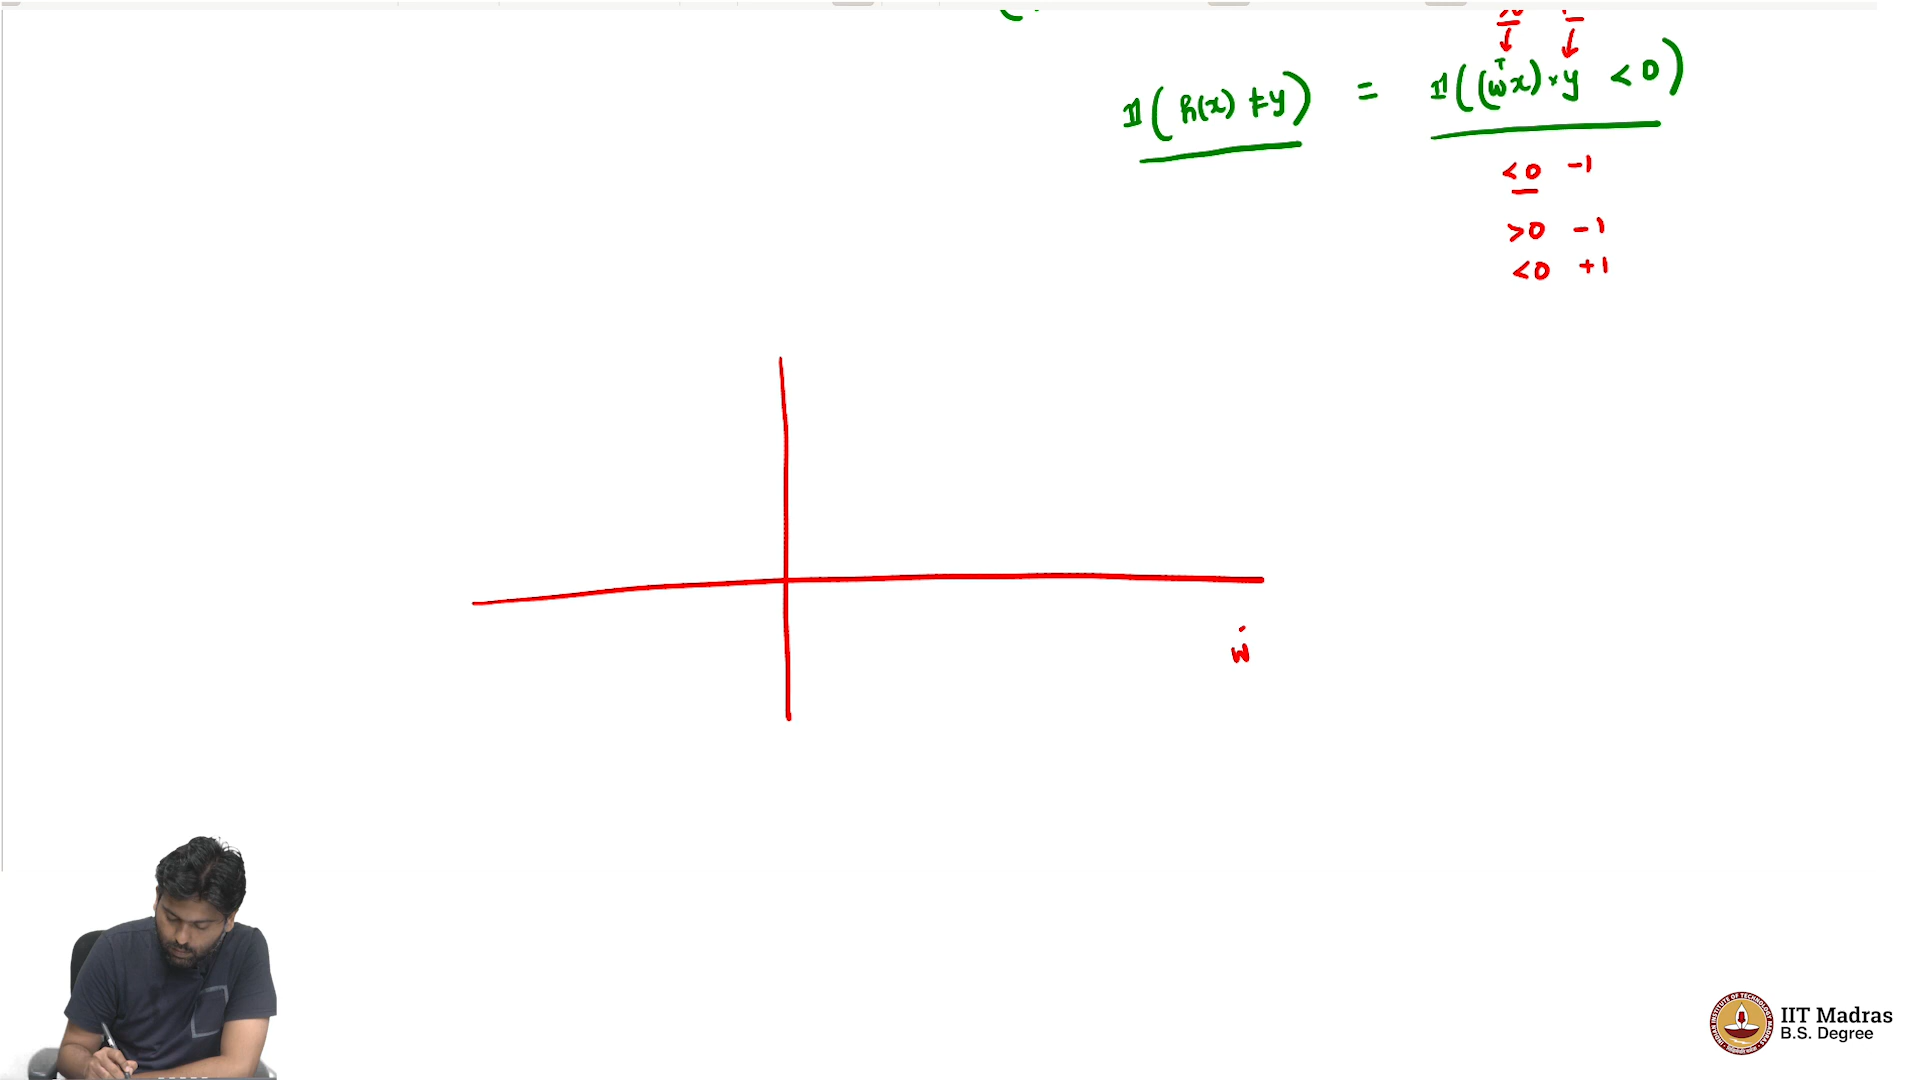 𝟙( h(x) ≠ y) = 𝟙((wᵀx)·y < 0)
<0 -1
>0 -1
<0 +1
w
IIT Madras
B.S. Degree